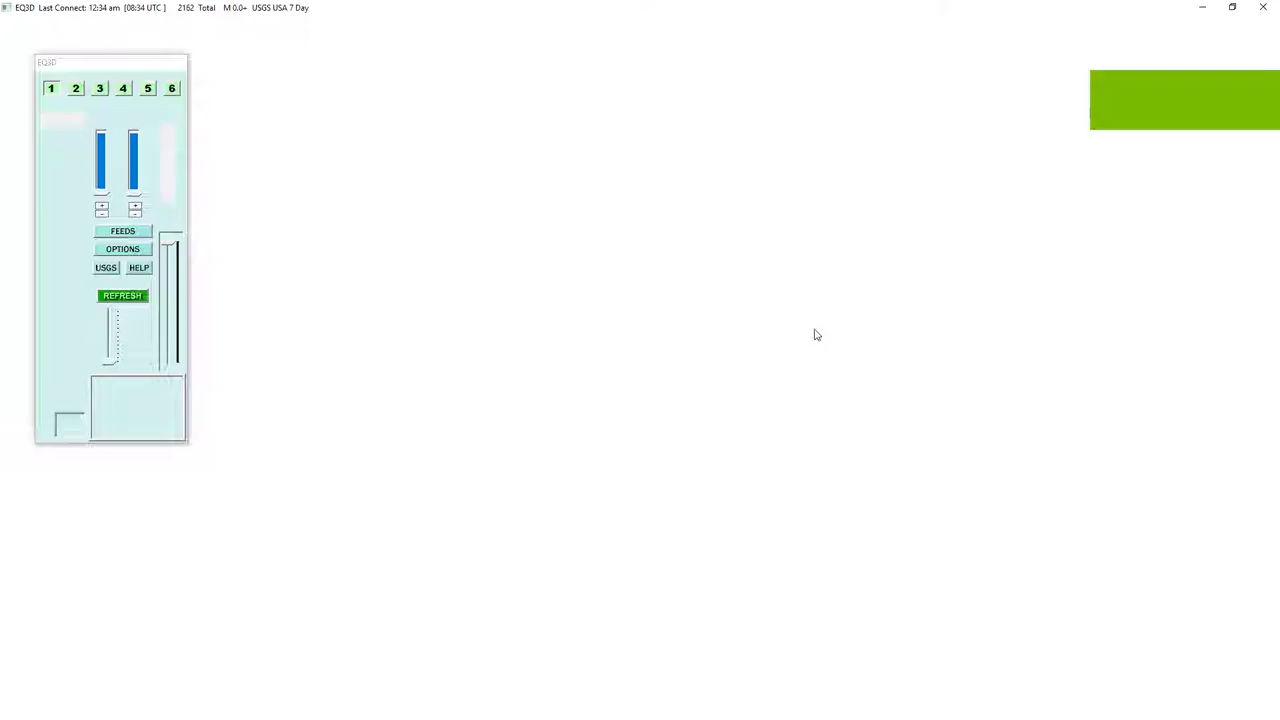 EQ3D Last Connect: 12:34 am [08:34 UTC ] 2162 Total M 0.0+ USGS USA 7 Day
EQ3D
1 2 3 4 5 6
+ +
- -
FEEDS
OPTIONS
USGS HELP
REFRESH